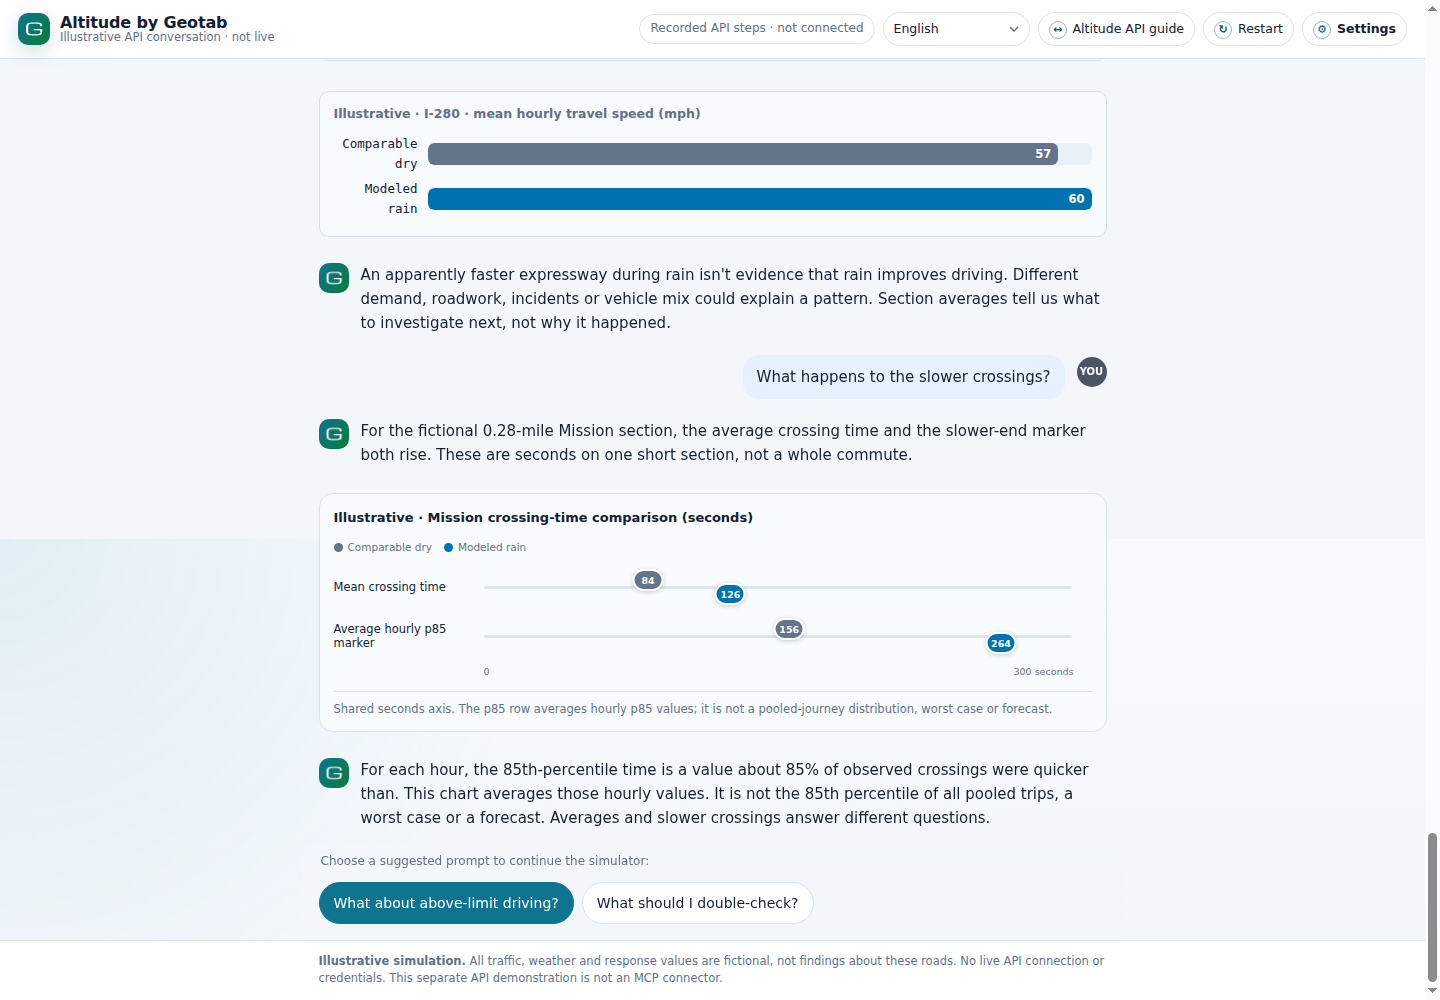 Altitude by Geotab
Illustrative API conversation · not live
Recorded API steps · not connected
English
Altitude API guide
Restart
Settings
Illustrative · I-280 · mean hourly travel speed (mph)
Comparable
dry
57
Modeled
rain
60
An apparently faster expressway during rain isn't evidence that rain improves driving. Different
demand, roadwork, incidents or vehicle mix could explain a pattern. Section averages tell us what
to investigate next, not why it happened.
What happens to the slower crossings?
YOU
For the fictional 0.28-mile Mission section, the average crossing time and the slower-end marker
both rise. These are seconds on one short section, not a whole commute.
Illustrative · Mission crossing-time comparison (seconds)
Comparable dry
Modeled rain
Mean crossing time
84
126
Average hourly p85
marker
156
264
0
300 seconds
Shared seconds axis. The p85 row averages hourly p85 values; it is not a pooled-journey distribution, worst case or forecast.
For each hour, the 85th-percentile time is a value about 85% of observed crossings were quicker
than. This chart averages those hourly values. It is not the 85th percentile of all pooled trips, a
worst case or a forecast. Averages and slower crossings answer different questions.
Choose a suggested prompt to continue the simulator:
What about above-limit driving?
What should I double-check?
Illustrative simulation. All traffic, weather and response values are fictional, not findings about these roads. No live API connection or
credentials. This separate API demonstration is not an MCP connector.